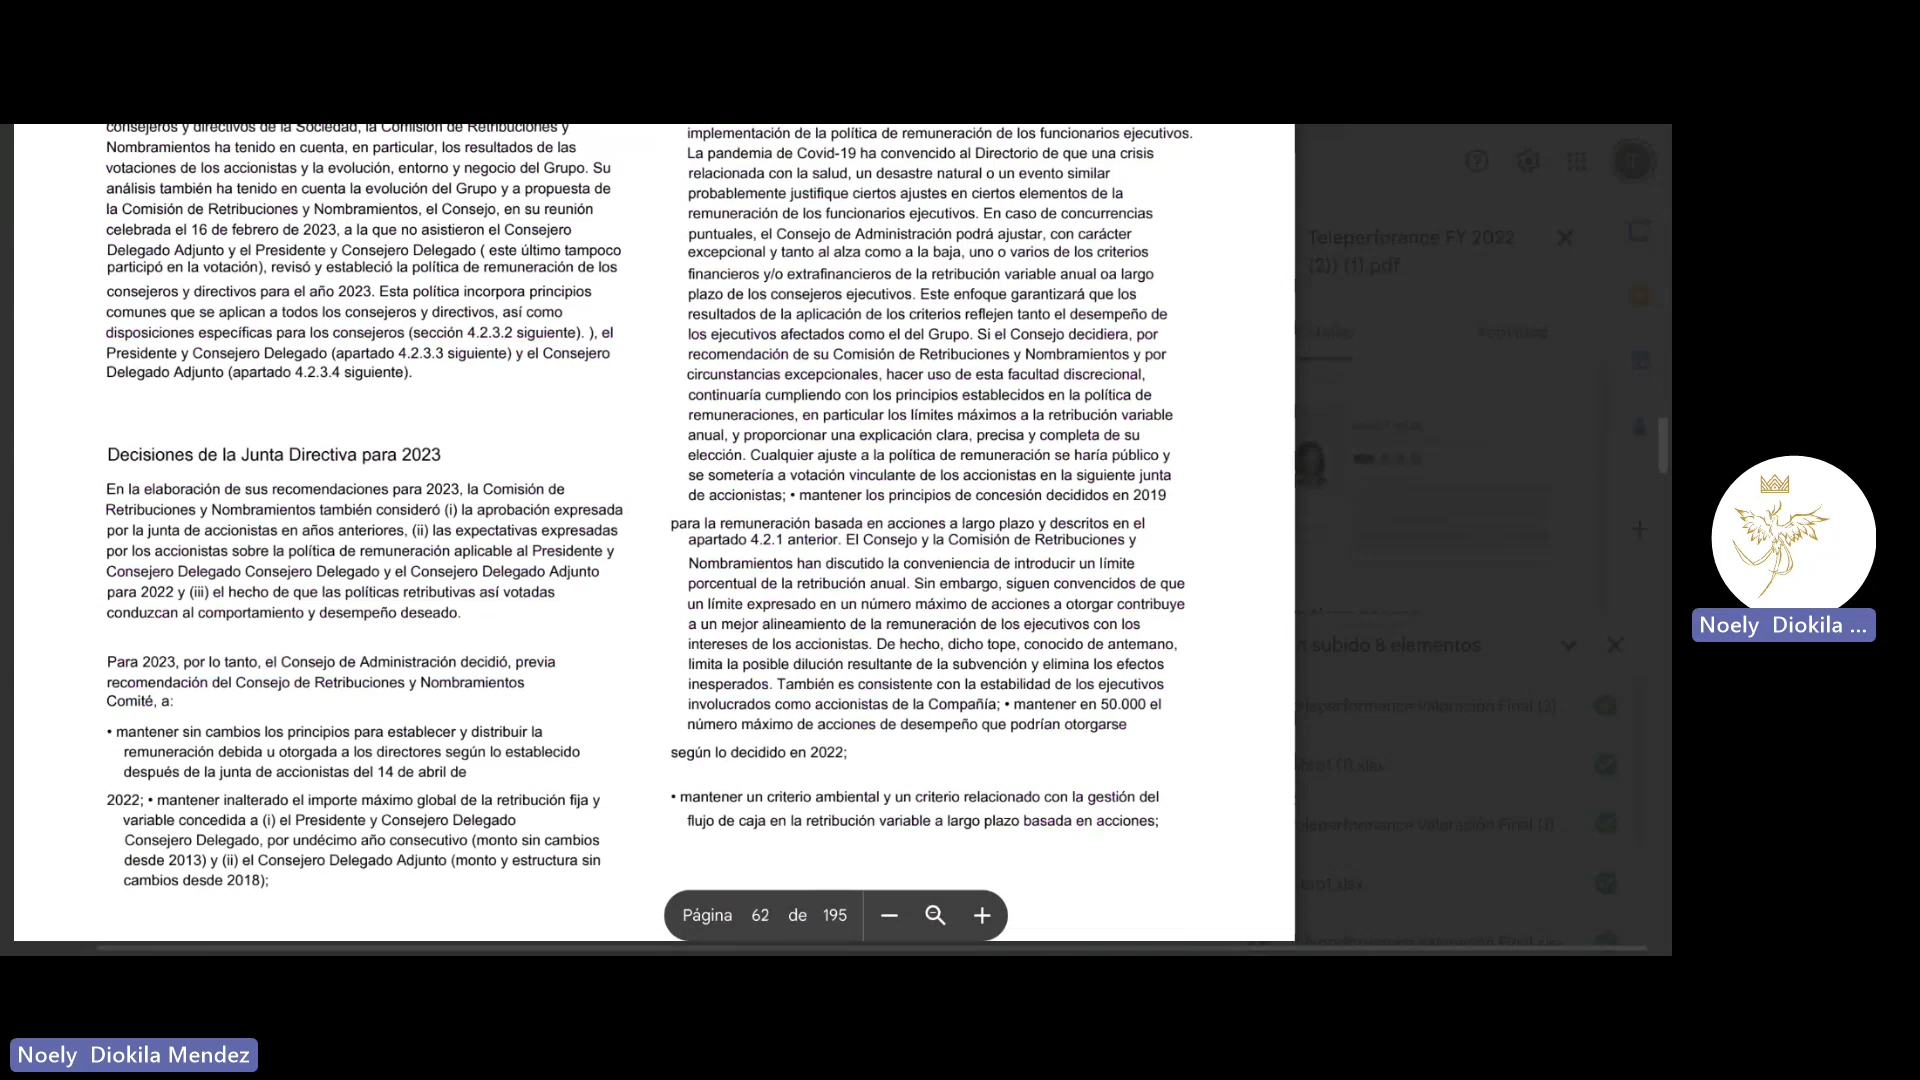 consejeros y directivos de la Sociedad, la Comisión de Retribuciones y
Nombramientos ha tenido en cuenta, en particular, los resultados de las
votaciones de los accionistas y la evolución, entorno y negocio del Grupo. Su
análisis también ha tenido en cuenta la evolución del Grupo y a propuesta de
la Comisión de Retribuciones y Nombramientos, el Consejo, en su reunión
celebrada el 16 de febrero de 2023, a la que no asistieron el Consejero
Delegado Adjunto y el Presidente y Consejero Delegado ( este último tampoco
participó en la votación), revisó y estableció la política de remuneración de los
consejeros y directivos para el año 2023. Esta política incorpora principios
comunes que se aplican a todos los consejeros y directivos, así como
disposiciones específicas para los consejeros (sección 4.2.3.2 siguiente). ), el
Presidente y Consejero Delegado (apartado 4.2.3.3 siguiente) y el Consejero
Delegado Adjunto (apartado 4.2.3.4 siguiente).
Decisiones de la Junta Directiva para 2023
En la elaboración de sus recomendaciones para 2023, la Comisión de
Retribuciones y Nombramientos también consideró (i) la aprobación expresada
por la junta de accionistas en años anteriores, (ii) las expectativas expresadas
por los accionistas sobre la política de remuneración aplicable al Presidente y
Consejero Delegado Consejero Delegado y el Consejero Delegado Adjunto
para 2022 y (iii) el hecho de que las políticas retributivas así votadas
conduzcan al comportamiento y desempeño deseado.
Para 2023, por lo tanto, el Consejo de Administración decidió, previa
recomendación del Consejo de Retribuciones y Nombramientos
Comité, a:
• mantener sin cambios los principios para establecer y distribuir la
remuneración debida u otorgada a los directores según lo establecido
después de la junta de accionistas del 14 de abril de
2022; • mantener inalterado el importe máximo global de la retribución fija y
variable concedida a (i) el Presidente y Consejero Delegado
Consejero Delegado, por undécimo año consecutivo (monto sin cambios
desde 2013) y (ii) el Consejero Delegado Adjunto (monto y estructura sin
cambios desde 2018);
implementación de la política de remuneración de los funcionarios ejecutivos.
La pandemia de Covid-19 ha convencido al Directorio de que una crisis
relacionada con la salud, un desastre natural o un evento similar
probablemente justifique ciertos ajustes en ciertos elementos de la
remuneración de los funcionarios ejecutivos. En caso de concurrencias
puntuales, el Consejo de Administración podrá ajustar, con carácter
excepcional y tanto al alza como a la baja, uno o varios de los criterios
financieros y/o extrafinancieros de la retribución variable anual oa largo
plazo de los consejeros ejecutivos. Este enfoque garantizará que los
resultados de la aplicación de los criterios reflejen tanto el desempeño de
los ejecutivos afectados como el del Grupo. Si el Consejo decidiera, por
recomendación de su Comisión de Retribuciones y Nombramientos y por
circunstancias excepcionales, hacer uso de esta facultad discrecional,
continuaría cumpliendo con los principios establecidos en la política de
remuneraciones, en particular los límites máximos a la retribución variable
anual, y proporcionar una explicación clara, precisa y completa de su
elección. Cualquier ajuste a la política de remuneración se haría público y
se sometería a votación vinculante de los accionistas en la siguiente junta
de accionistas; • mantener los principios de concesión decididos en 2019
para la remuneración basada en acciones a largo plazo y descritos en el
apartado 4.2.1 anterior. El Consejo y la Comisión de Retribuciones y
Nombramientos han discutido la conveniencia de introducir un límite
porcentual de la retribución anual. Sin embargo, siguen convencidos de que
un límite expresado en un número máximo de acciones a otorgar contribuye
a un mejor alineamiento de la remuneración de los ejecutivos con los
intereses de los accionistas. De hecho, dicho tope, conocido de antemano,
limita la posible dilución resultante de la subvención y elimina los efectos
inesperados. También es consistente con la estabilidad de los ejecutivos
involucrados como accionistas de la Compañía; • mantener en 50.000 el
número máximo de acciones de desempeño que podrían otorgarse
según lo decidido en 2022;
• mantener un criterio ambiental y un criterio relacionado con la gestión del
flujo de caja en la retribución variable a largo plazo basada en acciones;
Página 62 de 195
Teleperforance FY 2022
(2)) (1).pdf
Actividad
n subido 8 elementos
leperformance Valoración Final (2)
leperformance Valoración Final (1)
Noely Diokila ...
Noely Diokila Mendez